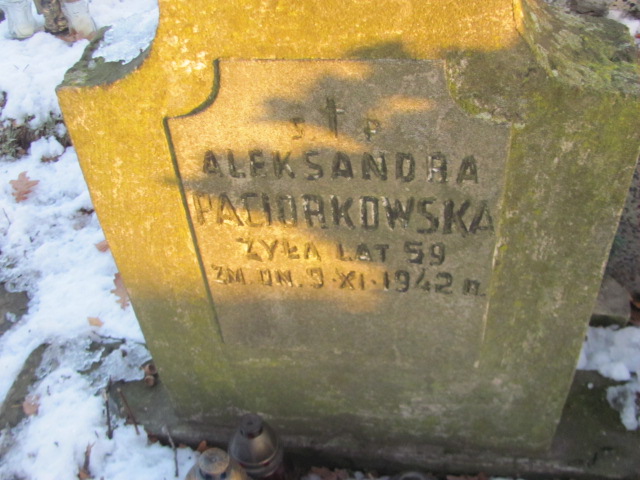 Ś † P
ALEKSANDRA
PACIORKOWSKA
ŻYŁA LAT 59
ZM. DN. 9·XI·1942 R.